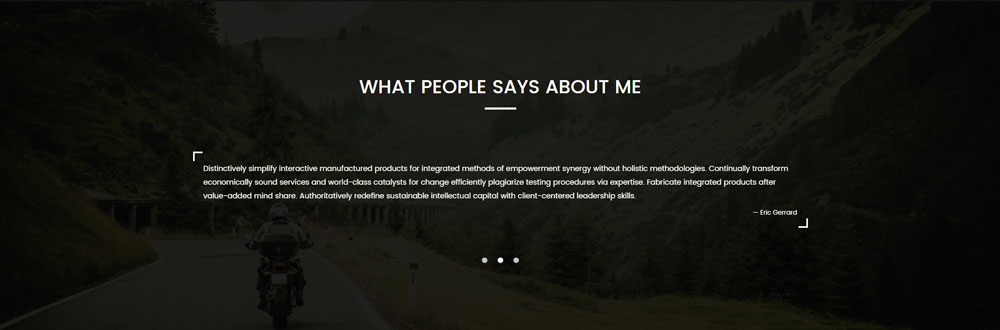 WHAT PEOPLE SAYS ABOUT ME
Distinctively simplify interactive manufactured products for integrated methods of empowerment synergy without holistic methodologies. Continually transform
economically sound services and world-class catalysts for change efficiently plagiarize testing procedures via expertise. Fabricate integrated products after
value-added mind share. Authoritatively redefine sustainable intellectual capital with client-centered leadership skills.
— Eric Gerrard